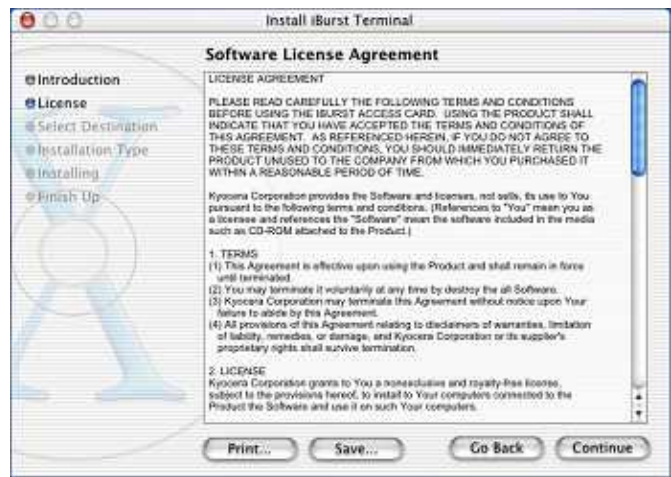 Install iBurst Terminal
Software License Agreement
Introduction
License
Select Destination
Installation Type
Installing
Finish Up
LICENSE AGREEMENT
PLEASE READ CAREFULLY THE FOLLOWING TERMS AND CONDITIONS
BEFORE USING THE IBURST ACCESS CARD. USING THE PRODUCT SHALL
INDICATE THAT YOU HAVE ACCEPTED THE TERMS AND CONDITIONS OF
THIS AGREEMENT. AS REFERENCED HEREIN, IF YOU DO NOT AGREE TO
THESE TERMS AND CONDITIONS, YOU SHOULD IMMEDIATELY RETURN THE
PRODUCT UNUSED TO THE COMPANY FROM WHICH YOU PURCHASED IT
WITHIN A REASONABLE PERIOD OF TIME.
Kyocera Corporation provides the Software and licenses, not sells, its use to You
pursuant to the following terms and conditions. (References to "You" mean you as
a licensee and references the "Software" mean the software included in the media
such as CD-ROM attached to the Product.)
1. TERMS
(1) This Agreement is effective upon using the Product and shall remain in force
until terminated.
(2) You may terminate it voluntarily at any time by destroy the all Software.
(3) Kyocera Corporation may terminate this Agreement without notice upon Your
failure to abide by this Agreement.
(4) All provisions of this Agreement relating to disclaimers of warranties, limitation
of liability, remedies, or damage, and Kyocera Corporation or its supplier's
proprietary rights shall survive termination.
2. LICENSE
Kyocera Corporation grants to You a nonexclusive and royalty-free license,
subject to the provisions hereof, to install to Your computers connected to the
Product the Software and use it on such Your computers.
Print...
Save...
Go Back
Continue